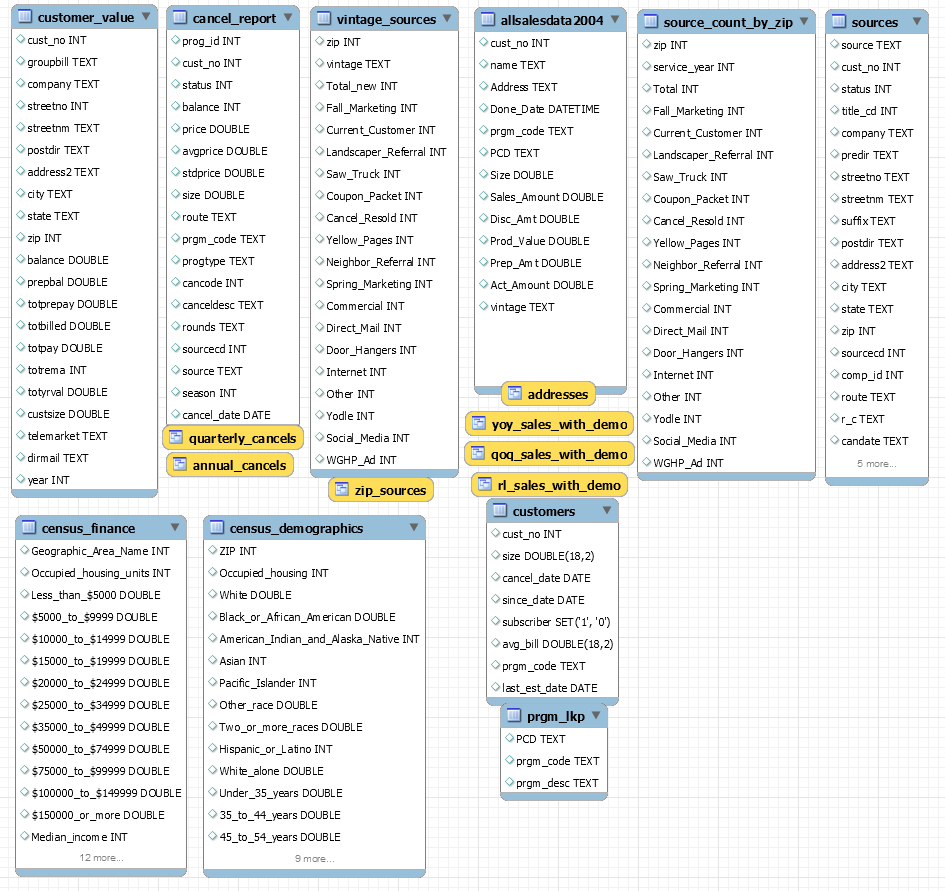 customer_value
cust_no INT
groupbill TEXT
company TEXT
streetno INT
streetnm TEXT
postdir TEXT
address2 TEXT
city TEXT
state TEXT
zip INT
balance DOUBLE
prepbal DOUBLE
totprepay DOUBLE
totbilled DOUBLE
totpay DOUBLE
totrema INT
totyrval DOUBLE
custsize DOUBLE
telemarket TEXT
dirmail TEXT
year INT
cancel_report
prog_id INT
cust_no INT
status INT
balance INT
price DOUBLE
avgprice DOUBLE
stdprice DOUBLE
size DOUBLE
route TEXT
prgm_code TEXT
progtype TEXT
cancode INT
canceldesc TEXT
rounds TEXT
sourcecd INT
source TEXT
season INT
cancel_date DATE
quarterly_cancels
annual_cancels
vintage_sources
zip INT
vintage TEXT
Total_new INT
Fall_Marketing INT
Current_Customer INT
Landscaper_Referral INT
Saw_Truck INT
Coupon_Packet INT
Cancel_Resold INT
Yellow_Pages INT
Neighbor_Referral INT
Spring_Marketing INT
Commercial INT
Direct_Mail INT
Door_Hangers INT
Internet INT
Other INT
Yodle INT
Social_Media INT
WGHP_Ad INT
zip_sources
allsalesdata2004
cust_no INT
name TEXT
Address TEXT
Done_Date DATETIME
prgm_code TEXT
PCD TEXT
Size DOUBLE
Sales_Amount DOUBLE
Disc_Amt DOUBLE
Prod_Value DOUBLE
Prep_Amt DOUBLE
Act_Amount DOUBLE
vintage TEXT
addresses
yoy_sales_with_demo
qoq_sales_with_demo
rl_sales_with_demo
source_count_by_zip
zip INT
service_year INT
Total INT
Fall_Marketing INT
Current_Customer INT
Landscaper_Referral INT
Saw_Truck INT
Coupon_Packet INT
Cancel_Resold INT
Yellow_Pages INT
Neighbor_Referral INT
Spring_Marketing INT
Commercial INT
Direct_Mail INT
Door_Hangers INT
Internet INT
Other INT
Yodle INT
Social_Media INT
WGHP_Ad INT
sources
source TEXT
cust_no INT
status INT
title_cd INT
company TEXT
predir TEXT
streetno TEXT
streetnm TEXT
suffix TEXT
postdir TEXT
address2 TEXT
city TEXT
state TEXT
zip INT
sourcecd INT
comp_id INT
route TEXT
r_c TEXT
candate TEXT
5 more...
census_finance
Geographic_Area_Name INT
Occupied_housing_units INT
Less_than_$5000 DOUBLE
$5000_to_$9999 DOUBLE
$10000_to_$14999 DOUBLE
$15000_to_$19999 DOUBLE
$20000_to_$24999 DOUBLE
$25000_to_$34999 DOUBLE
$35000_to_$49999 DOUBLE
$50000_to_$74999 DOUBLE
$75000_to_$99999 DOUBLE
$100000_to_$149999 DOUBLE
$150000_or_more DOUBLE
Median_income INT
12 more...
census_demographics
ZIP INT
Occupied_housing INT
White DOUBLE
Black_or_African_American DOUBLE
American_Indian_and_Alaska_Native INT
Asian INT
Pacific_Islander INT
Other_race DOUBLE
Two_or_more_races DOUBLE
Hispanic_or_Latino INT
White_alone DOUBLE
Under_35_years DOUBLE
35_to_44_years DOUBLE
45_to_54_years DOUBLE
9 more...
customers
cust_no INT
size DOUBLE(18,2)
cancel_date DATE
since_date DATE
subscriber SET('1', '0')
avg_bill DOUBLE(18,2)
prgm_code TEXT
last_est_date DATE
prgm_lkp
PCD TEXT
prgm_code TEXT
prgm_desc TEXT